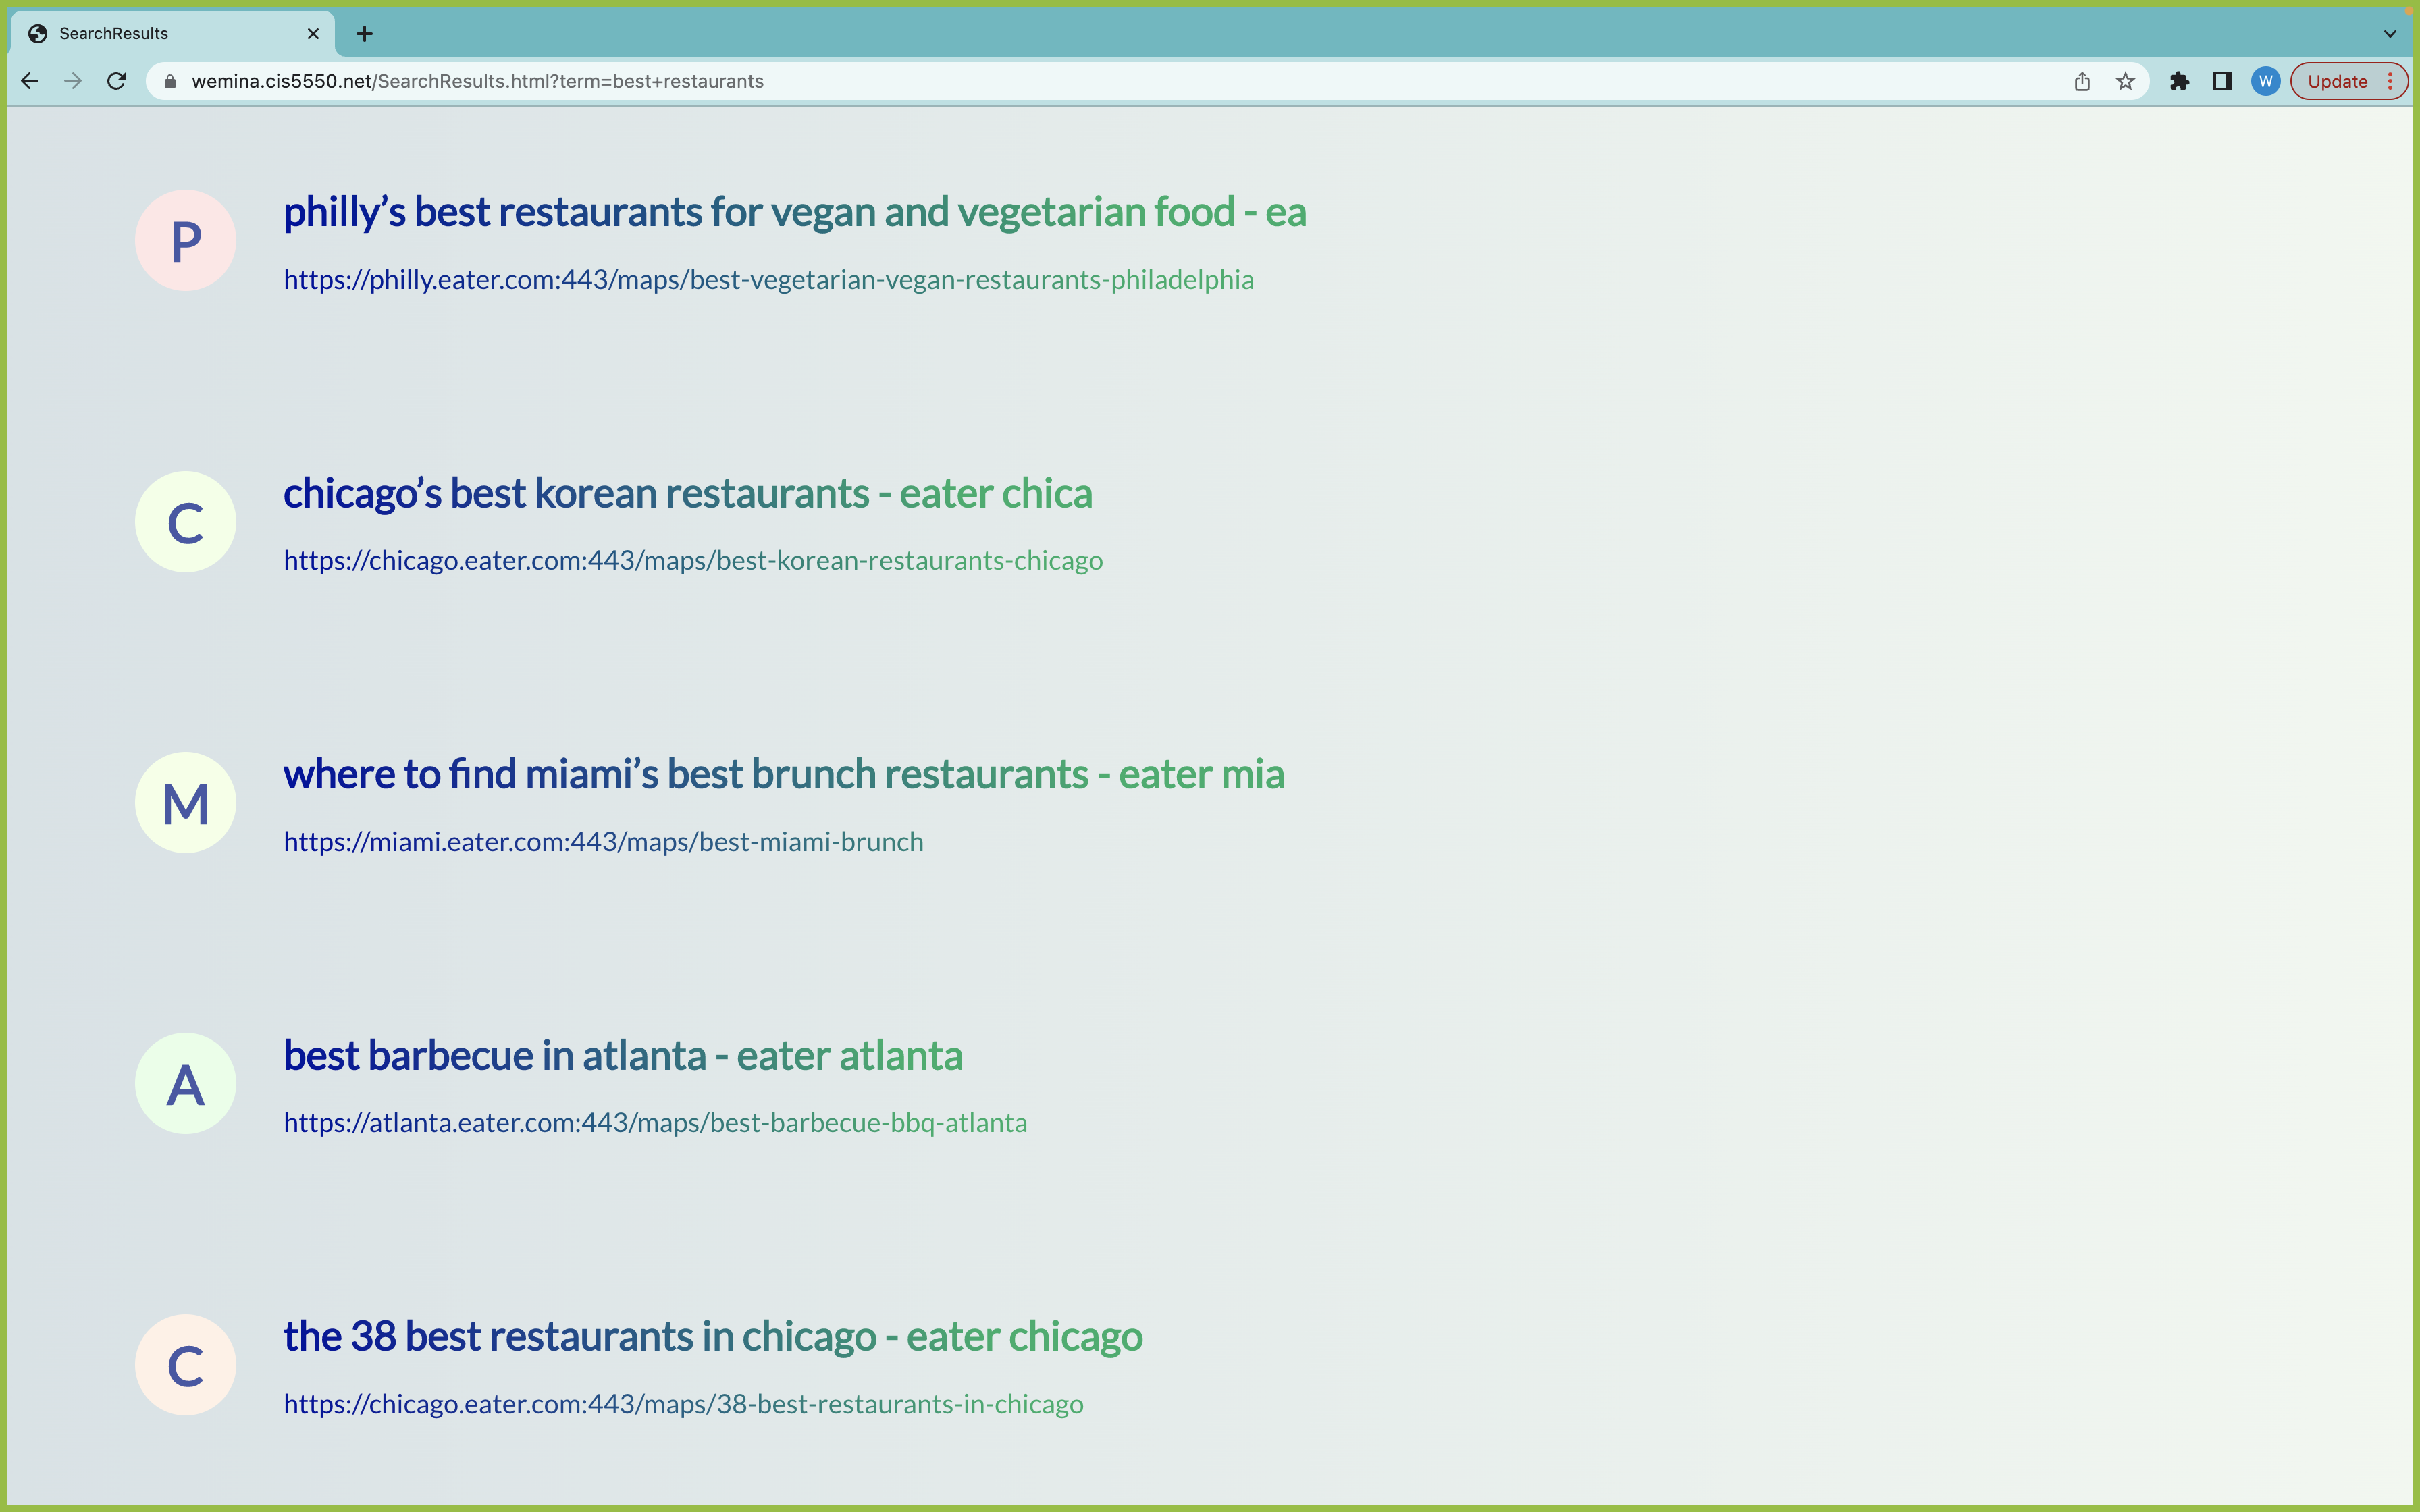 SearchResults
wemina.cis5550.net/SearchResults.html?term=best+restaurants
W
Update
P
philly’s best restaurants for vegan and vegetarian food - ea
https://philly.eater.com:443/maps/best-vegetarian-vegan-restaurants-philadelphia
C
chicago’s best korean restaurants - eater chica
https://chicago.eater.com:443/maps/best-korean-restaurants-chicago
M
where to find miami’s best brunch restaurants - eater mia
https://miami.eater.com:443/maps/best-miami-brunch
A
best barbecue in atlanta - eater atlanta
https://atlanta.eater.com:443/maps/best-barbecue-bbq-atlanta
C
the 38 best restaurants in chicago - eater chicago
https://chicago.eater.com:443/maps/38-best-restaurants-in-chicago